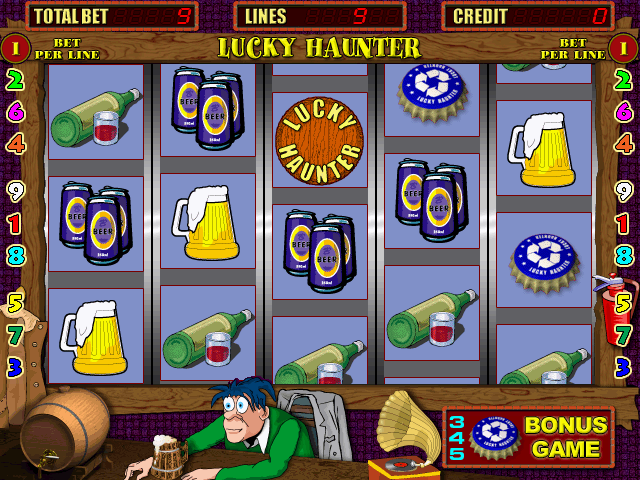 TOTAL BET 9 LINES 9 CREDIT 0
1 BET PER LINE LUCKY HAUNTER BET PER LINE 1
2 2
6 6
4 4
9 9
1 1
8 8
5 5
7 7
3 3
BEER
BEER
LUCKY HAUNTER
LUCKY HAUNTER
BEER
BEER
BEER
BEER
BEER
BEER
LUCKY HAUNTER
3
4
5
BONUS
GAME